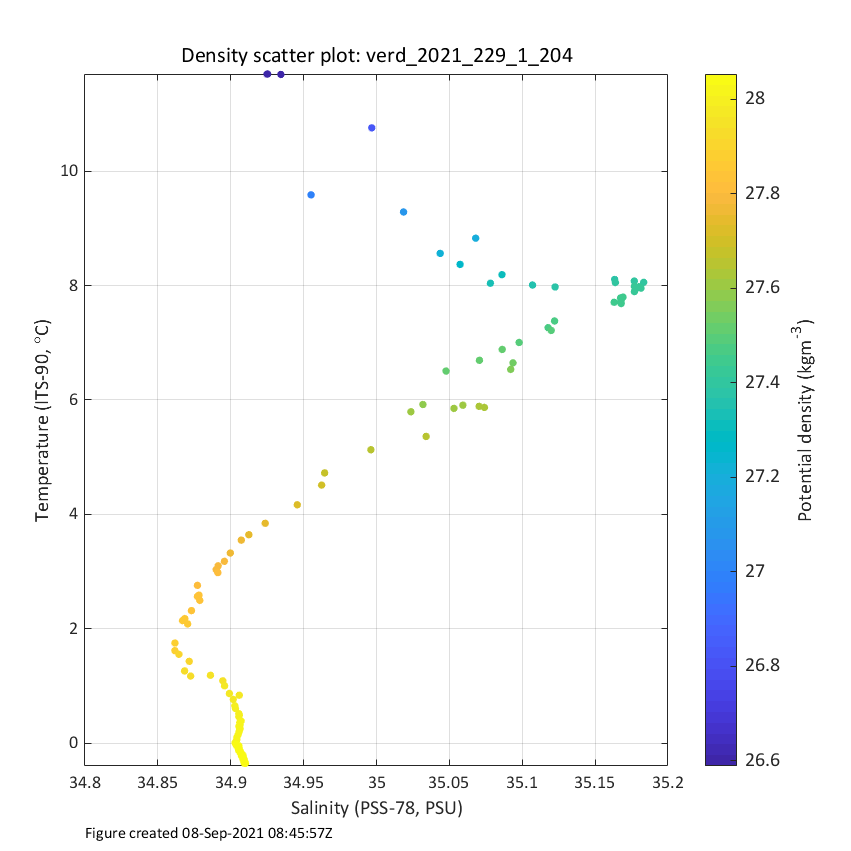 Density scatter plot: verd_2021_229_1_204
Temperature (ITS-90, °C)
10
8
6
4
2
0
34.8 34.85 34.9 34.95 35 35.05 35.1 35.15 35.2
Salinity (PSS-78, PSU)
28
27.8
27.6
27.4
27.2
27
26.8
26.6
Potential density (kgm-3)
Figure created 08-Sep-2021 08:45:57Z